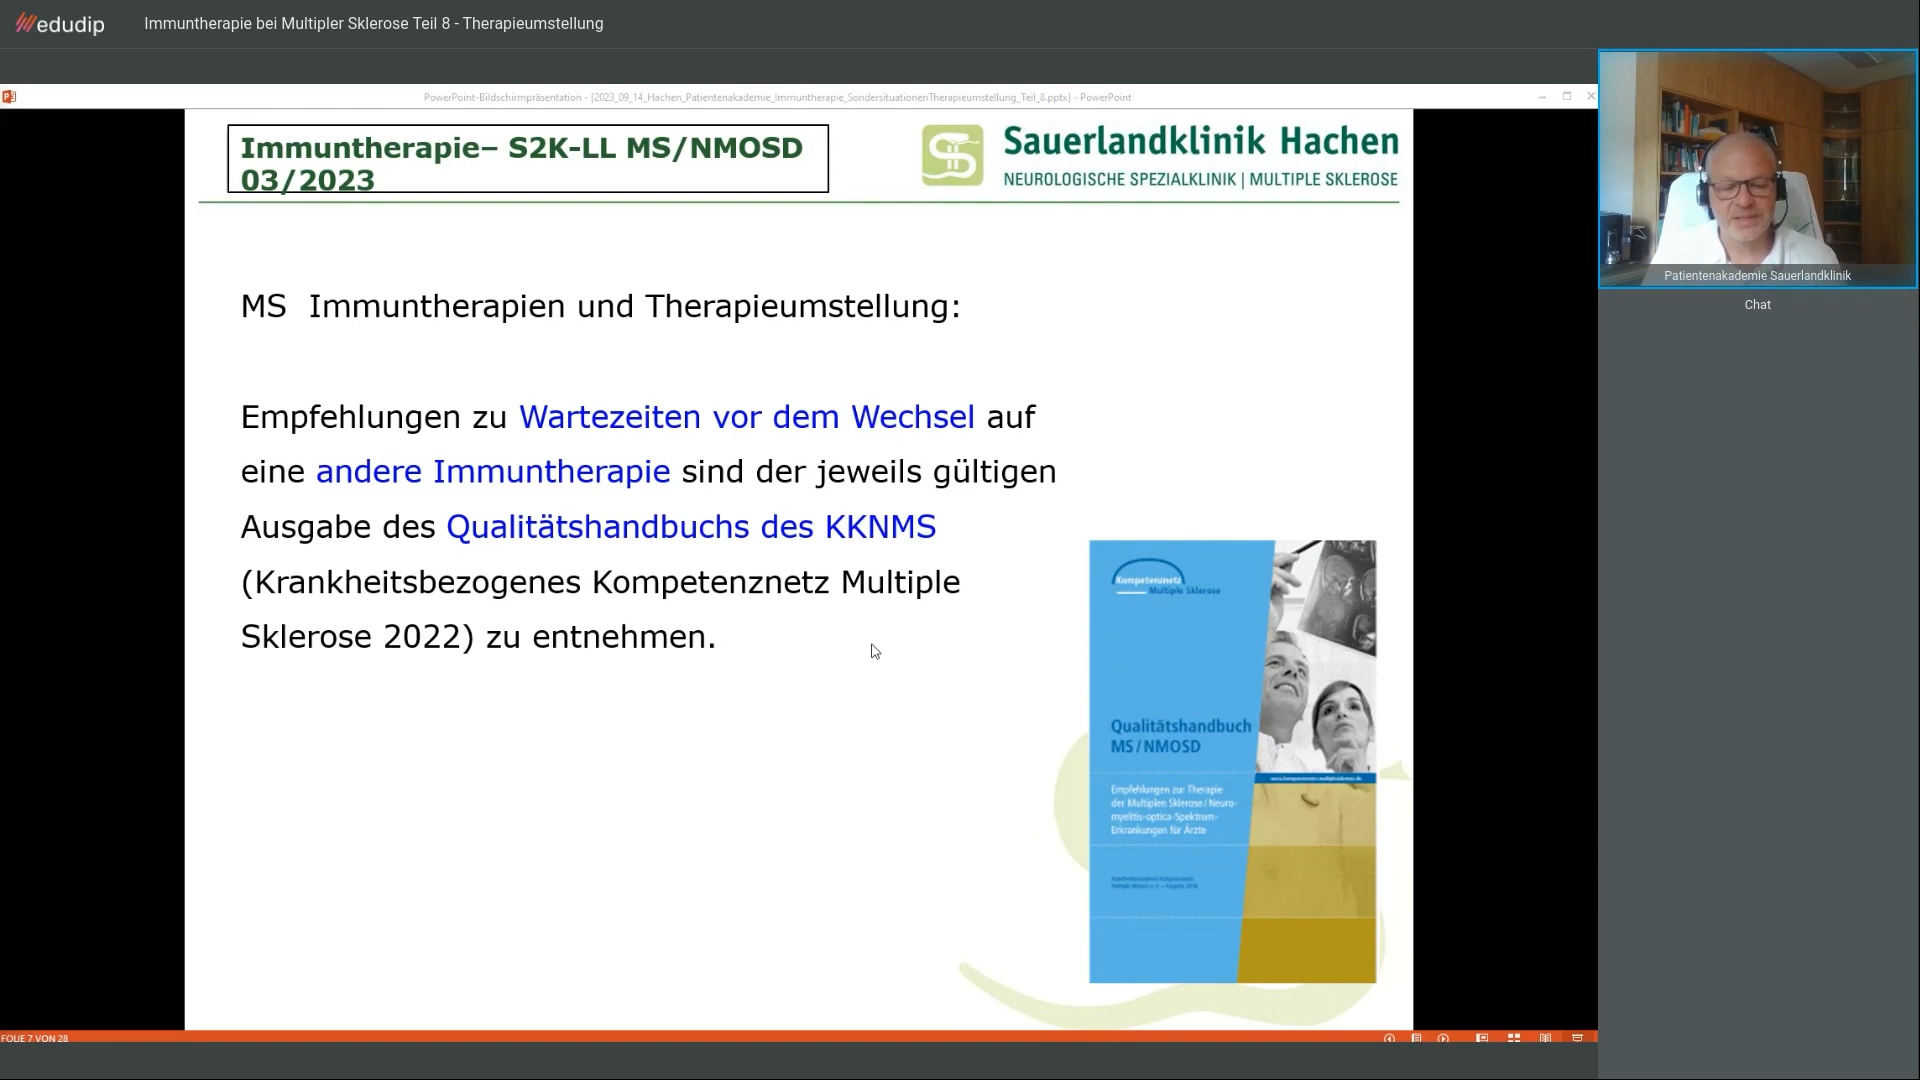 edudip
Immuntherapie bei Multipler Sklerose Teil 8 - Therapieumstellung
PowerPoint-Bildschirmpräsentation - [2023_09_14_Hachen_Patientenakademie_Immuntherapie_SondersituationenTherapieumstellung_Teil_8.pptx] - PowerPoint
Immuntherapie– S2K-LL MS/NMOSD
03/2023
Sauerlandklinik Hachen
NEUROLOGISCHE SPEZIALKLINIK | MULTIPLE SKLEROSE
MS  Immuntherapien und Therapieumstellung:
Empfehlungen zu Wartezeiten vor dem Wechsel auf
eine andere Immuntherapie sind der jeweils gültigen
Ausgabe des Qualitätshandbuchs des KKNMS
(Krankheitsbezogenes Kompetenznetz Multiple
Sklerose 2022) zu entnehmen.
Kompetenznetz
Multiple Sklerose
Qualitätshandbuch
MS/NMOSD
Empfehlungen zur Therapie
der Multiplen Sklerose/Neuro-
myelitis-optica-Spektrum-
Erkrankungen für Ärzte
Patientenakademie Sauerlandklinik
Chat
FOLIE 7 VON 28